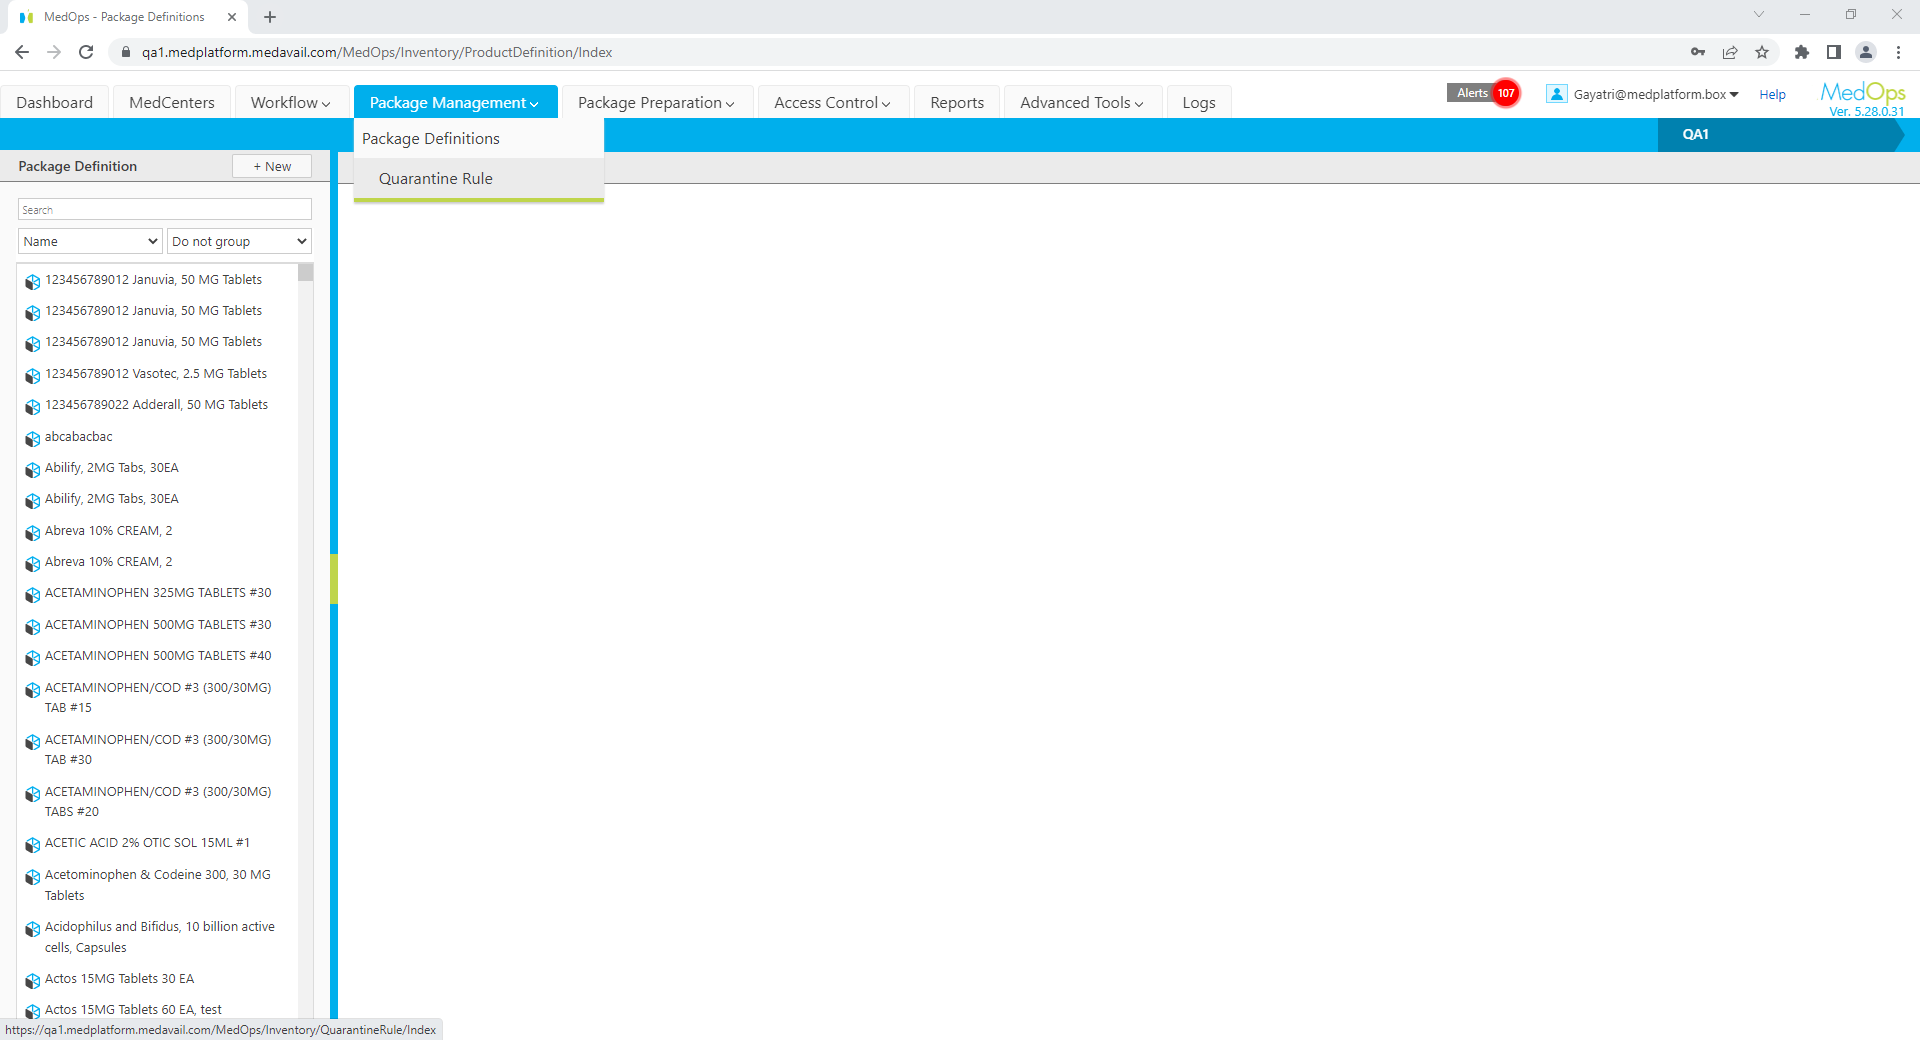 MedOps - Package Definitions
qa1.medplatform.medavail.com/MedOps/Inventory/ProductDefinition/Index
Dashboard MedCenters Workflow Package Management Package Preparation Access Control Reports Advanced Tools Logs
Alerts 107 Gayatri@medplatform.box Help MedOps
Ver. 5.28.0.31
Package Definitions
Quarantine Rule
QA1
Package Definition + New
Search
Name Do not group
123456789012 Januvia, 50 MG Tablets
123456789012 Januvia, 50 MG Tablets
123456789012 Januvia, 50 MG Tablets
123456789012 Vasotec, 2.5 MG Tablets
123456789022 Adderall, 50 MG Tablets
abcabacbac
Abilify, 2MG Tabs, 30EA
Abilify, 2MG Tabs, 30EA
Abreva 10% CREAM, 2
Abreva 10% CREAM, 2
ACETAMINOPHEN 325MG TABLETS #30
ACETAMINOPHEN 500MG TABLETS #30
ACETAMINOPHEN 500MG TABLETS #40
ACETAMINOPHEN/COD #3 (300/30MG)
TAB #15
ACETAMINOPHEN/COD #3 (300/30MG)
TAB #30
ACETAMINOPHEN/COD #3 (300/30MG)
TABS #20
ACETIC ACID 2% OTIC SOL 15ML #1
Acetominophen & Codeine 300, 30 MG
Tablets
Acidophilus and Bifidus, 10 billion active
cells, Capsules
Actos 15MG Tablets 30 EA
Actos 15MG Tablets 60 EA, test
https://qa1.medplatform.medavail.com/MedOps/Inventory/QuarantineRule/Index